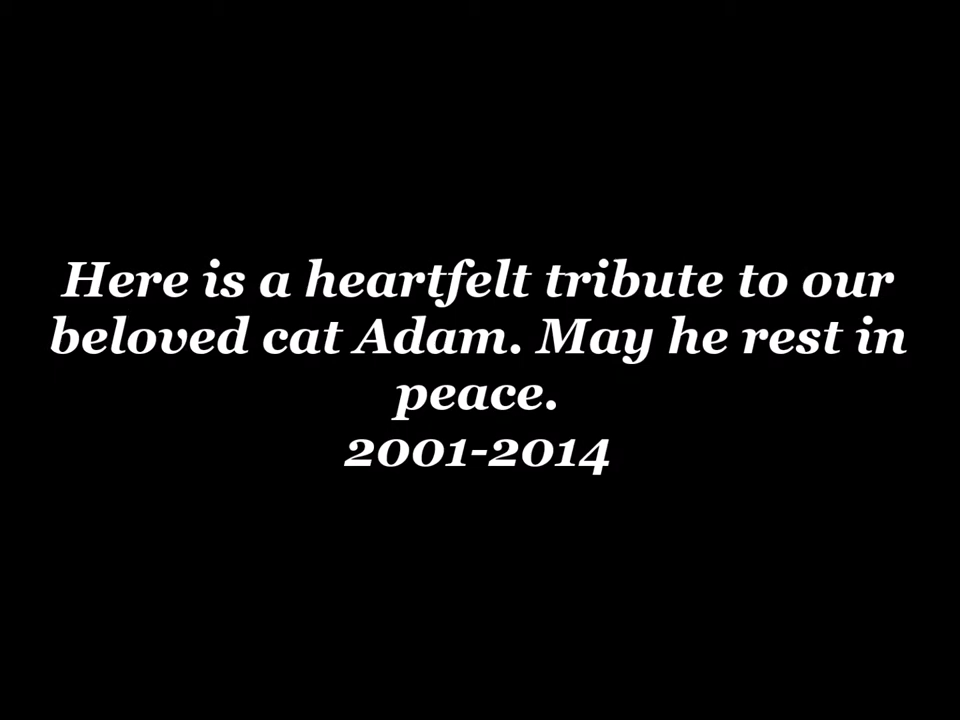 Here is a heartfelt tribute to our
beloved cat Adam. May he rest in
peace.
2001-2014